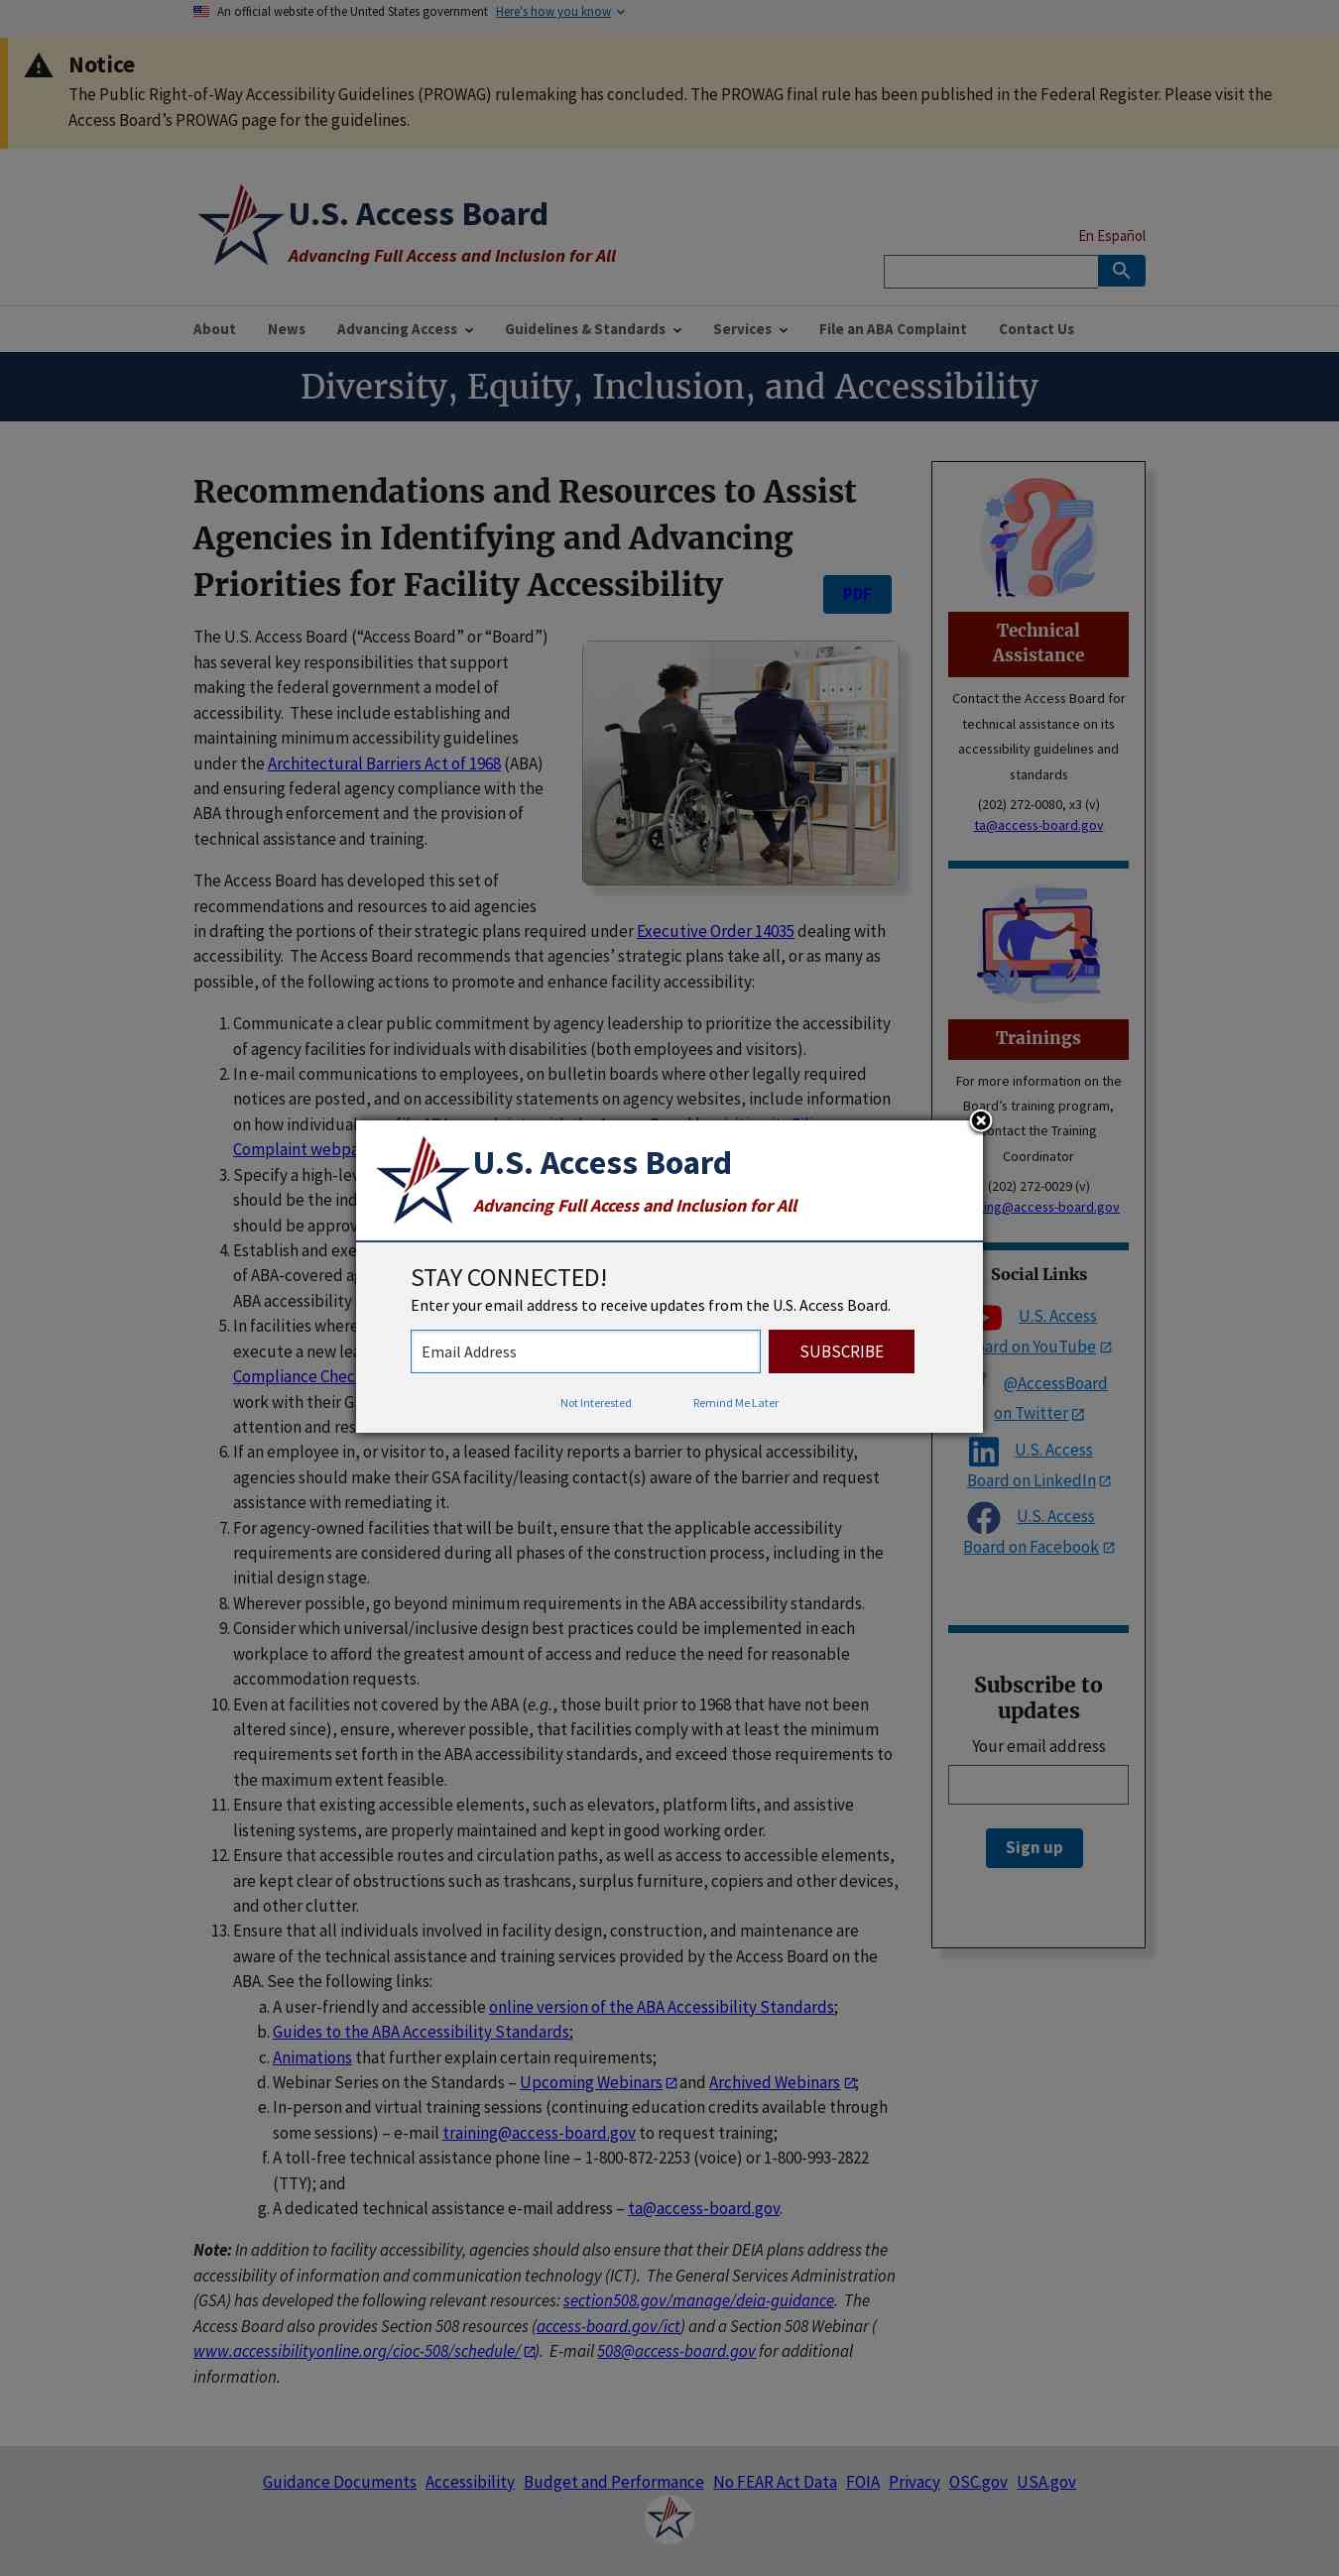 An official website of the United States government Here's how you know
Notice
The Public Right-of-Way Accessibility Guidelines (PROWAG) rulemaking has concluded. The PROWAG final rule has been published in the Federal Register. Please visit the
Access Board's PROWAG page for the guidelines.
U.S. Access Board
Advancing Full Access and Inclusion for All
En Español
About News Advancing Access Guidelines & Standards Services File an ABA Complaint Contact Us
Diversity, Equity, Inclusion, and Accessibility
Recommendations and Resources to Assist
Agencies in Identifying and Advancing
Priorities for Facility Accessibility
PDF
The U.S. Access Board (“Access Board” or “Board”)
has several key responsibilities that support
making the federal government a model of
accessibility. These include establishing and
maintaining minimum accessibility guidelines
under the Architectural Barriers Act of 1968 (ABA)
and ensuring federal agency compliance with the
ABA through enforcement and the provision of
technical assistance and training.
The Access Board has developed this set of
recommendations and resources to aid agencies
in drafting the portions of their strategic plans required under Executive Order 14035 dealing with
accessibility. The Access Board recommends that agencies’ strategic plans take all, or as many as
possible, of the following actions to promote and enhance facility accessibility:
1. Communicate a clear public commitment by agency leadership to prioritize the accessibility
of agency facilities for individuals with disabilities (both employees and visitors).
2. In e-mail communications to employees, on bulletin boards where other legally required
notices are posted, and on accessibility statements on agency websites, include information
on how individua
Complaint webpa
3. Specify a high-lev
should be the ind
should be approv
4. Establish and exe
of ABA-covered a
ABA accessibility
5. In facilities where
execute a new lea
Compliance Chec
work with their G
attention and res
6. If an employee in, or visitor to, a leased facility reports a barrier to physical accessibility,
agencies should make their GSA facility/leasing contact(s) aware of the barrier and request
assistance with remediating it.
7. For agency-owned facilities that will be built, ensure that the applicable accessibility
requirements are considered during all phases of the construction process, including in the
initial design stage.
8. Wherever possible, go beyond minimum requirements in the ABA accessibility standards.
9. Consider which universal/inclusive design best practices could be implemented in each
workplace to afford the greatest amount of access and reduce the need for reasonable
accommodation requests.
10. Even at facilities not covered by the ABA (e.g., those built prior to 1968 that have not been
altered since), ensure, wherever possible, that facilities comply with at least the minimum
requirements set forth in the ABA accessibility standards, and exceed those requirements to
the maximum extent feasible.
11. Ensure that existing accessible elements, such as elevators, platform lifts, and assistive
listening systems, are properly maintained and kept in good working order.
12. Ensure that accessible routes and circulation paths, as well as access to accessible elements,
are kept clear of obstructions such as trashcans, surplus furniture, copiers and other devices,
and other clutter.
13. Ensure that all individuals involved in facility design, construction, and maintenance are
aware of the technical assistance and training services provided by the Access Board on the
ABA. See the following links:
a. A user-friendly and accessible online version of the ABA Accessibility Standards;
b. Guides to the ABA Accessibility Standards;
c. Animations that further explain certain requirements;
d. Webinar Series on the Standards – Upcoming Webinars and Archived Webinars;
e. In-person and virtual training sessions (continuing education credits available through
some sessions) – e-mail training@access-board.gov to request training;
f. A toll-free technical assistance phone line – 1-800-872-2253 (voice) or 1-800-993-2822
(TTY); and
g. A dedicated technical assistance e-mail address – ta@access-board.gov.
Note: In addition to facility accessibility, agencies should also ensure that their DEIA plans address the
accessibility of information and communication technology (ICT). The General Services Administration
(GSA) has developed the following relevant resources: section508.gov/manage/deia-guidance. The
Access Board also provides Section 508 resources (access-board.gov/ict) and a Section 508 Webinar (
www.accessibilityonline.org/cioc-508/schedule/). E-mail 508@access-board.gov for additional
information.
Technical
Assistance
Contact the Access Board for
technical assistance on its
accessibility guidelines and
standards
(202) 272-0080, x3 (v)
ta@access-board.gov
Trainings
For more information on the
Board's training program,
contact the Training
Coordinator
(202) 272-0029 (v)
ing@access-board.gov
Social Links
U.S. Access
ard on YouTube
@AccessBoard
on Twitter
U.S. Access
Board on LinkedIn
U.S. Access
Board on Facebook
Subscribe to
updates
Your email address
Sign up
U.S. Access Board
Advancing Full Access and Inclusion for All
STAY CONNECTED!
Enter your email address to receive updates from the U.S. Access Board.
Email Address SUBSCRIBE
Not Interested Remind Me Later
Guidance Documents Accessibility Budget and Performance No FEAR Act Data FOIA Privacy OSC.gov USA.gov